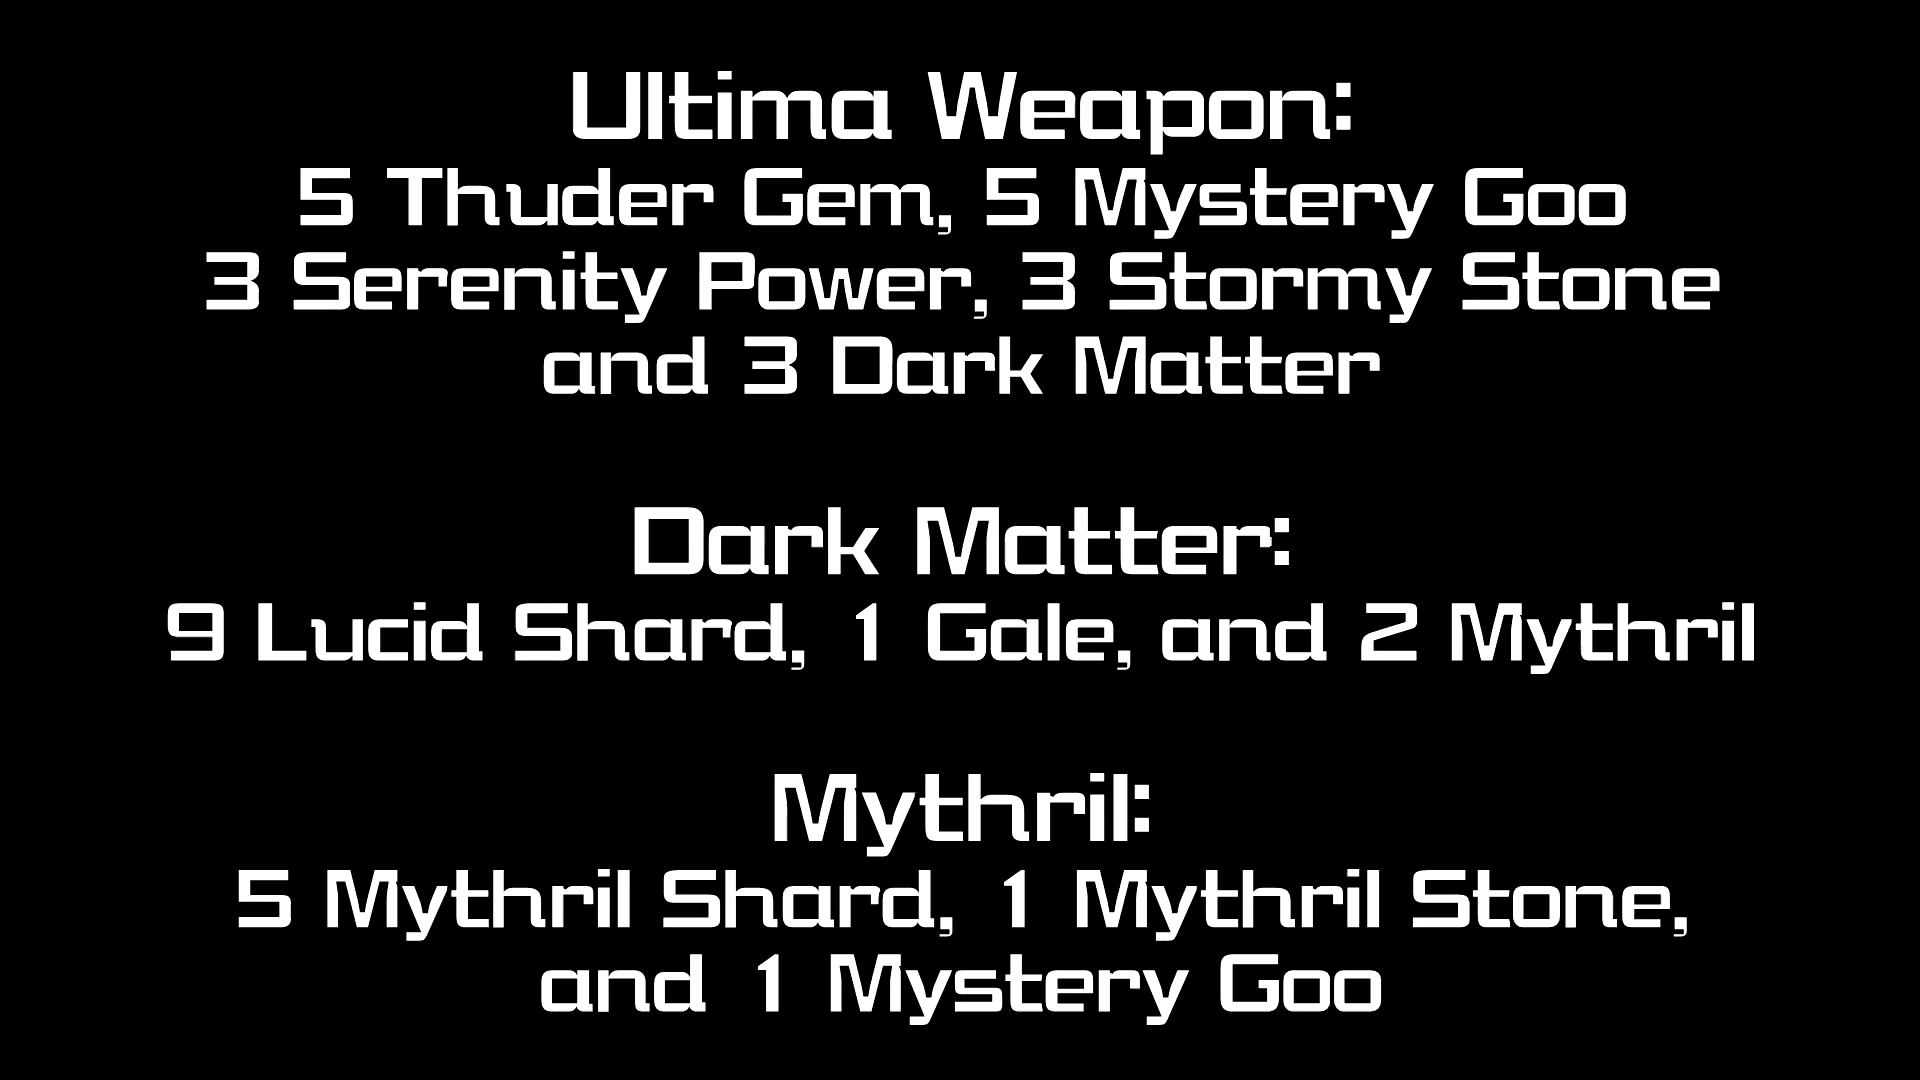 Ultima Weapon:
5 Thuder Gem, 5 Mystery Goo
3 Serenity Power, 3 Stormy Stone
and 3 Dark Matter
Dark Matter:
9 Lucid Shard, 1 Gale, and 2 Mythril
Mythril:
5 Mythril Shard, 1 Mythril Stone,
and 1 Mystery Goo